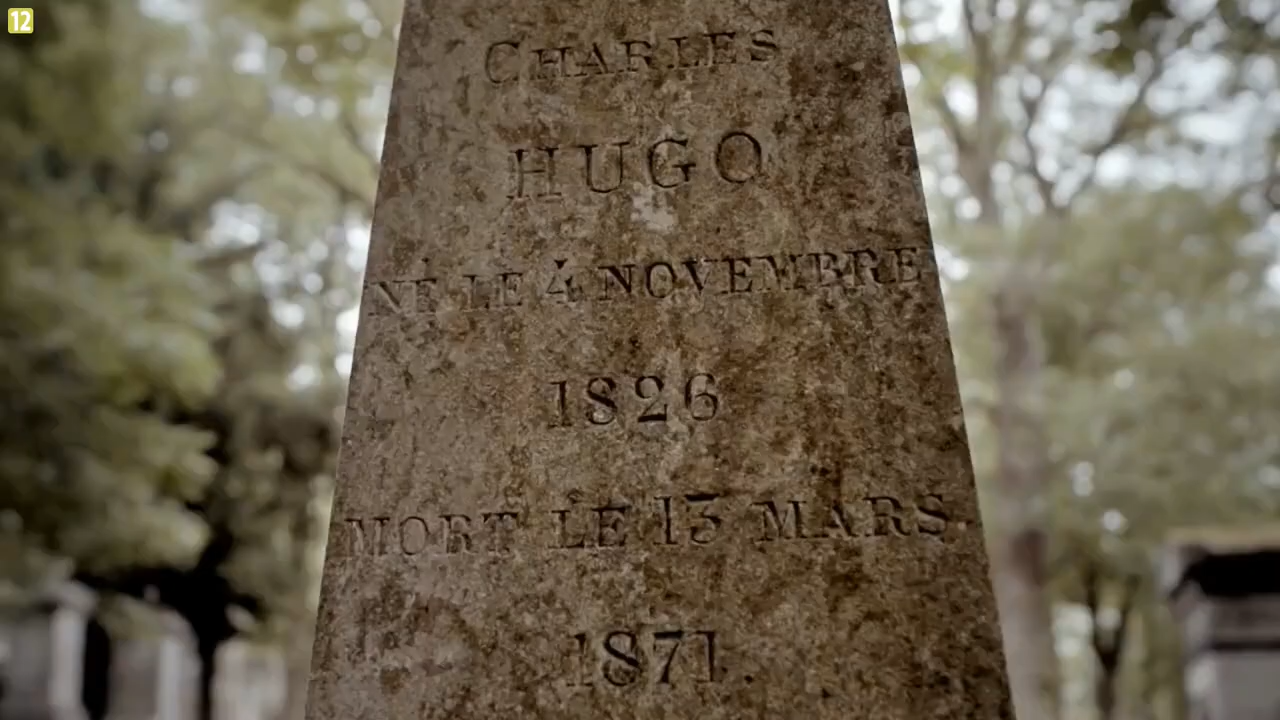 12
CHARLES
HUGO
NÉ LE 4 NOVEMBRE
1826
MORT LE 13 MARS.
1871.